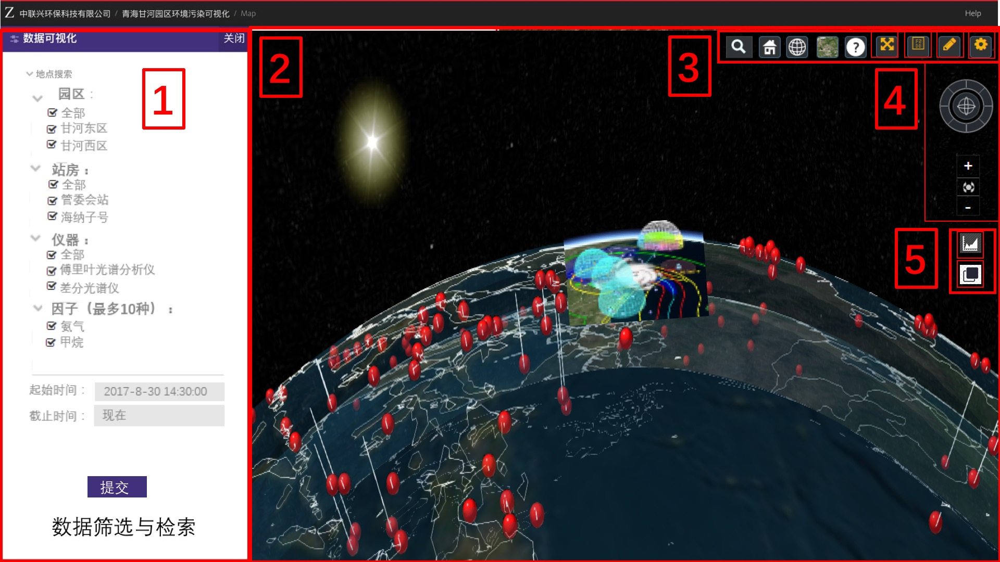 Z 中联兴环保科技有限公司 / 青海甘河园区环境污染可视化 / Map
Help
数据可视化
关闭
地点搜索
园区：
全部
甘河东区
甘河西区
站房：
全部
管委会站
海纳子号
仪器：
全部
傅里叶光谱分析仪
差分光谱仪
因子（最多10种）：
氨气
甲烷
起始时间： 2017-8-30 14:30:00
截止时间： 现在
提交
数据筛选与检索
1
2
3
4
5
?
F2
DB
+
-